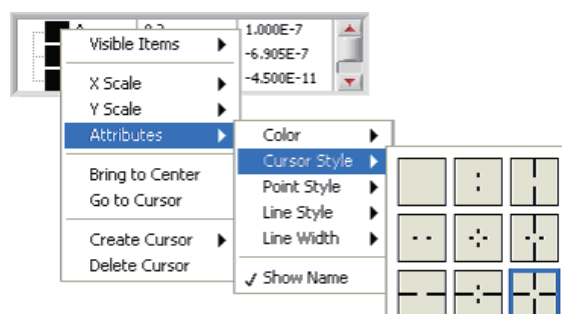 1.000E-7
-6.905E-7
-4.500E-11
Visible Items
X Scale
Y Scale
Attributes
Bring to Center
Go to Cursor
Create Cursor
Delete Cursor
Color
Cursor Style
Point Style
Line Style
Line Width
Show Name